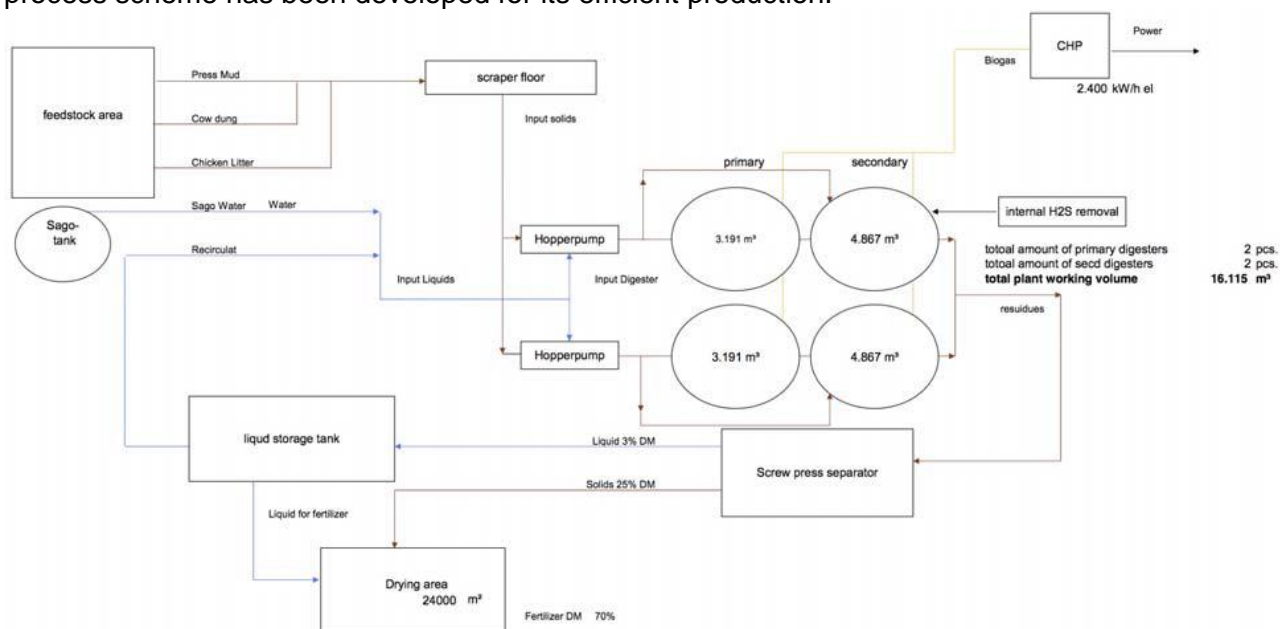 process scheme has been developed for its efficient production.
CHP
Power
Biogas
2.400 kW/h el
feedstock area
Press Mud
Cow dung
Chicken Litter
scraper floor
Input solids
primary
secondary
Sago-
tank
Sago Water Water
Recirculat
Input Liquids
Hopperpump
Input Digester
3.191 m³
4.867 m³
internal H2S removal
totoal amount of primary digesters 2 pcs.
totoal amount of secd digesters 2 pcs.
total plant working volume 16.115 m³
resuidues
Hopperpump
3.191 m³
4.867 m³
liqud storage tank
Liquid 3% DM
Screw press separator
Solids 25% DM
Liquid for fertilizer
Drying area
24000 m²
Fertilizer DM 70%